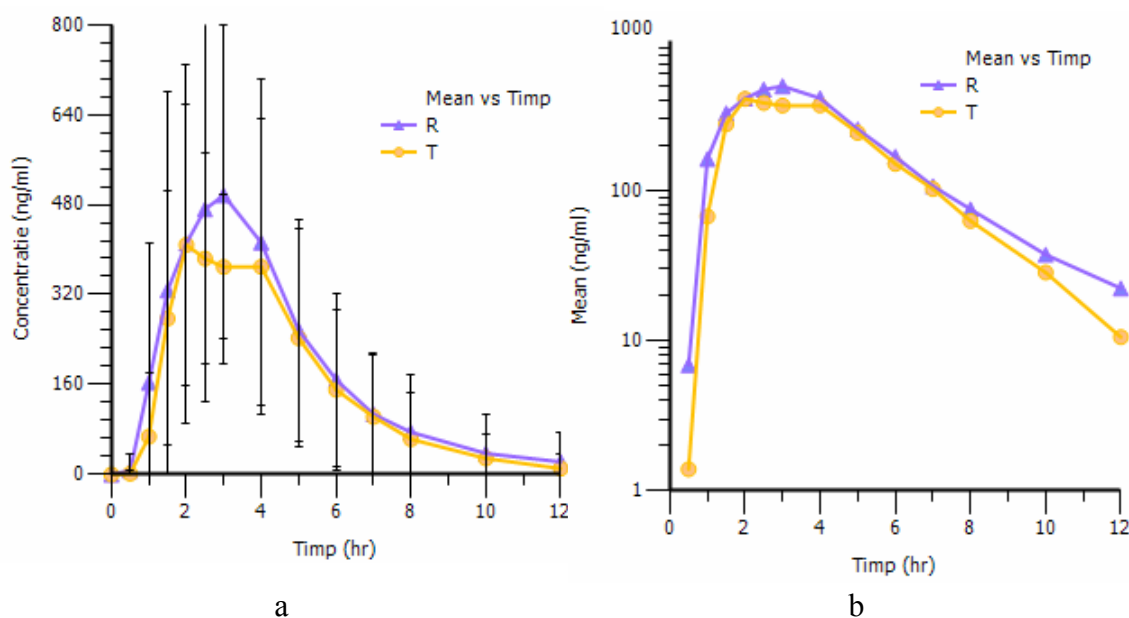 800
640
480
320
160
0
Concentratie (ng/ml)
Mean vs Timp
R
T
0 2 4 6 8 10 12
Timp (hr)
a
1000
100
10
1
Mean (ng/ml)
Mean vs Timp
R
T
0 2 4 6 8 10 12
Timp (hr)
b